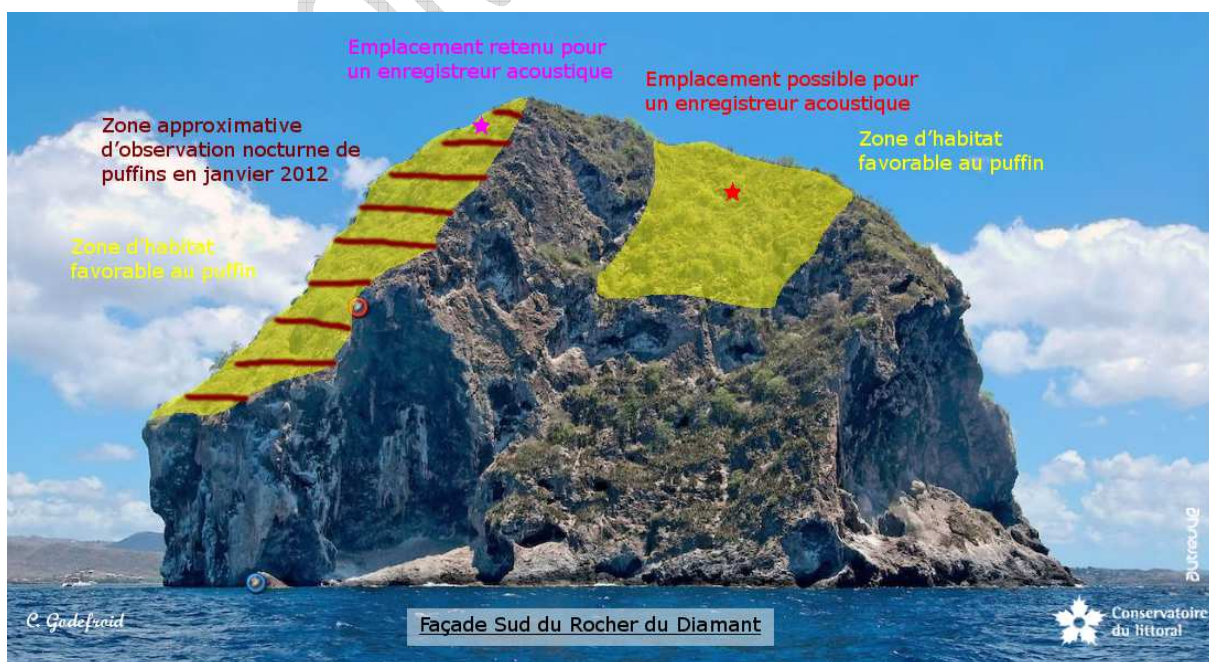 Emplacement retenu pour
un enregistreur acoustique
Emplacement possible pour
un enregistreur acoustique
Zone approximative
d'observation nocturne de
puffins en janvier 2012
Zone d'habitat
favorable au puffin
Zone d'habitat
favorable au puffin
autrevie
C. Godefroid
Façade Sud du Rocher du Diamant
Conservatoire
du littoral